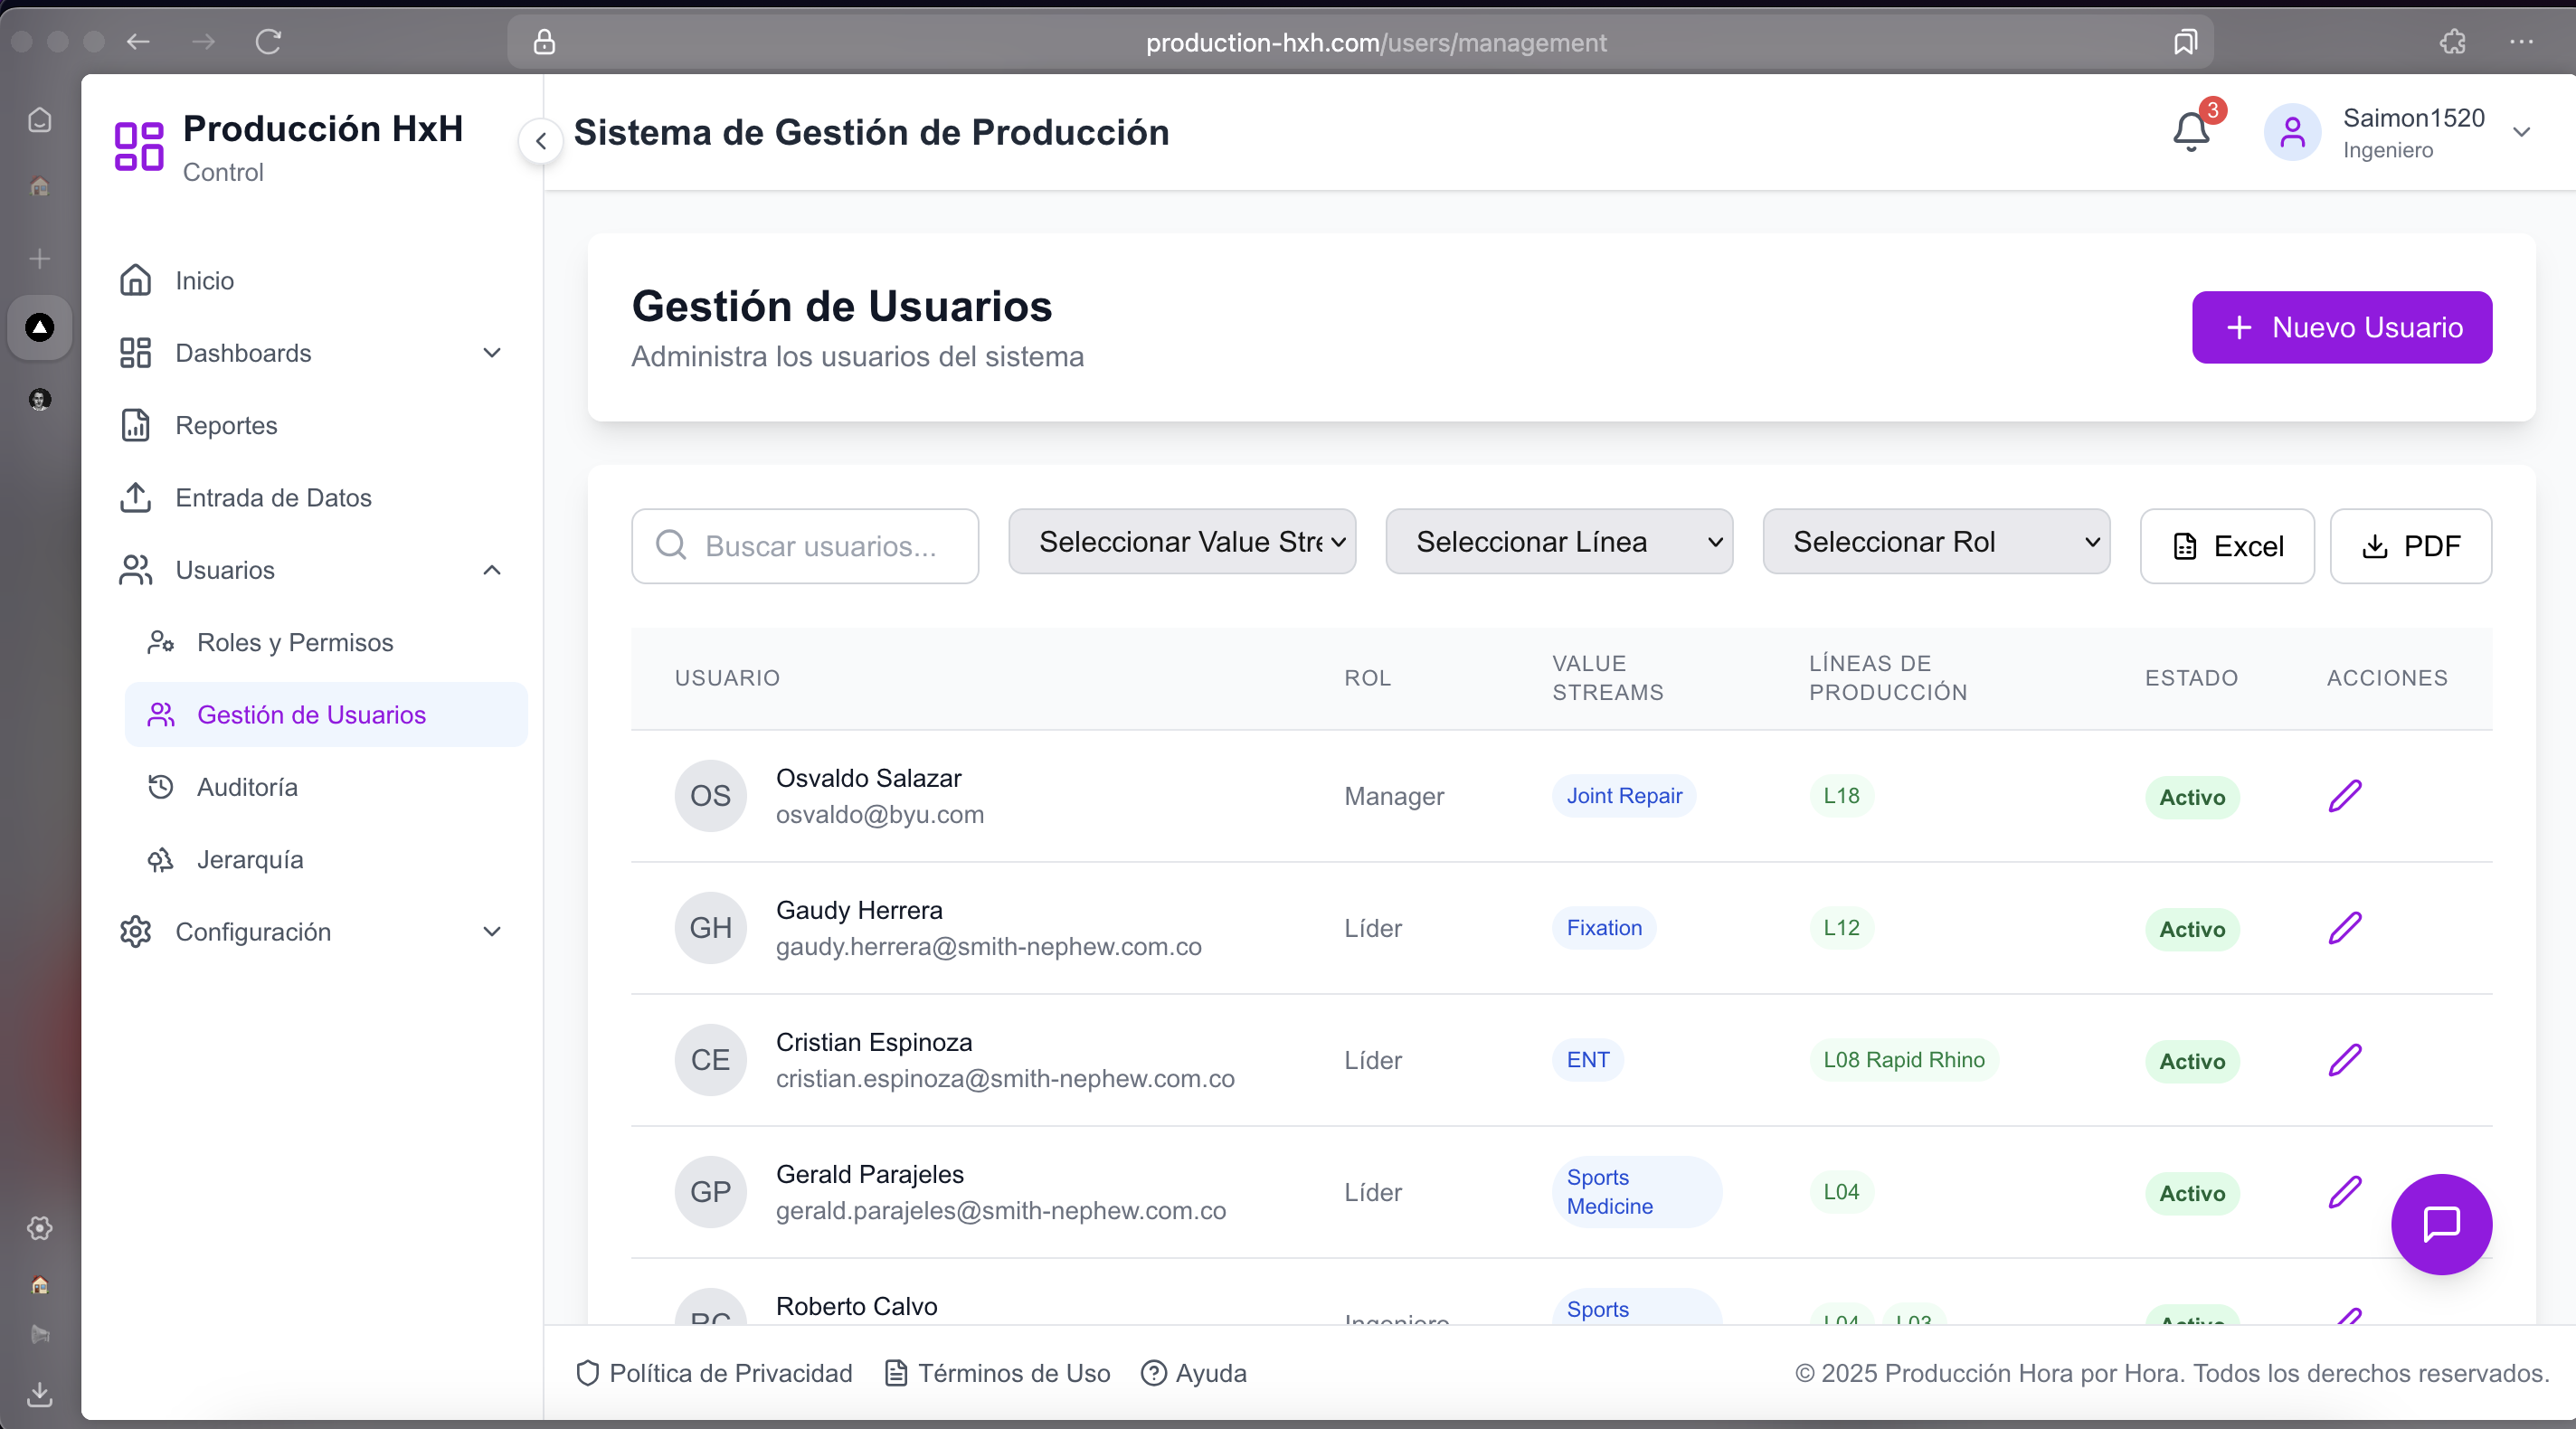 production-hxh.com/users/management
Producción HxH
Control
Sistema de Gestión de Producción
3
Saimon1520
Ingeniero
Inicio
Dashboards
Reportes
Entrada de Datos
Usuarios
Roles y Permisos
Gestión de Usuarios
Auditoría
Jerarquía
Configuración
Gestión de Usuarios
Administra los usuarios del sistema
Nuevo Usuario
Buscar usuarios...
Seleccionar Value Stre
Seleccionar Línea
Seleccionar Rol
Excel
PDF
USUARIO
ROL
VALUE
STREAMS
LÍNEAS DE
PRODUCCIÓN
ESTADO
ACCIONES
OS
Osvaldo Salazar
osvaldo@byu.com
Manager
Joint Repair
L18
Activo
GH
Gaudy Herrera
gaudy.herrera@smith-nephew.com.co
Líder
Fixation
L12
Activo
CE
Cristian Espinoza
cristian.espinoza@smith-nephew.com.co
Líder
ENT
L08 Rapid Rhino
Activo
GP
Gerald Parajeles
gerald.parajeles@smith-nephew.com.co
Líder
Sports
Medicine
L04
Activo
RC
Roberto Calvo
Ingeniero
Sports
L04
L03
Activo
Política de Privacidad
Términos de Uso
Ayuda
© 2025 Producción Hora por Hora. Todos los derechos reservados.